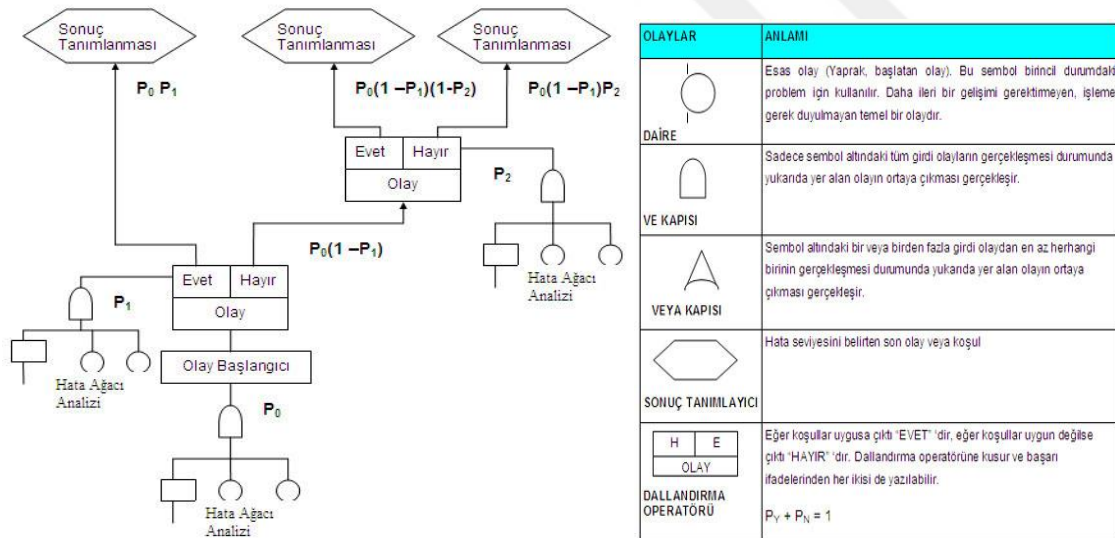 Sonuç
Tanımlanması
Sonuç
Tanımlanması
Sonuç
Tanımlanması
P₀ P₁
P₀(1 –P₁)(1-P₂)
P₀(1 –P₁)P₂
Evet Hayır
Olay
P₂
P₀(1 –P₁)
Hata Ağacı
Analizi
Evet Hayır
Olay
P₁
Olay Başlangıcı
Hata Ağacı
Analizi
P₀
Hata Ağacı
Analizi
OLAYLAR ANLAMI
DAİRE
Esas olay (Yaprak, başlatan olay). Bu sembol birincil durumdaki
problem için kullanılır. Daha ileri bir gelişimi gerektirmeyen, işleme
gerek duyulmayan temel bir olaydır.
VE KAPISI
Sadece sembol altındaki tüm girdi olayların gerçekleşmesi durumunda
yukarıda yer alan olayın ortaya çıkması gerçekleşir.
VEYA KAPISI
Sembol altındaki bir veya birden fazla girdi olaydan en az herhangi
birinin gerçekleşmesi durumunda yukarıda yer alan olayın ortaya
çıkması gerçekleşir.
SONUÇ TANIMLAYICI
Hata seviyesini belirten son olay veya koşul
H E
OLAY
DALLANDIRMA
OPERATÖRÜ
Eğer koşullar uygusa çıktı “EVET” ‘dir, eğer koşullar uygun değilse
çıktı “HAYIR” ‘dır. Dallandırma operatörüne kusur ve başarı
ifadelerinden her ikisi de yazılabilir.
P_Y + P_N = 1